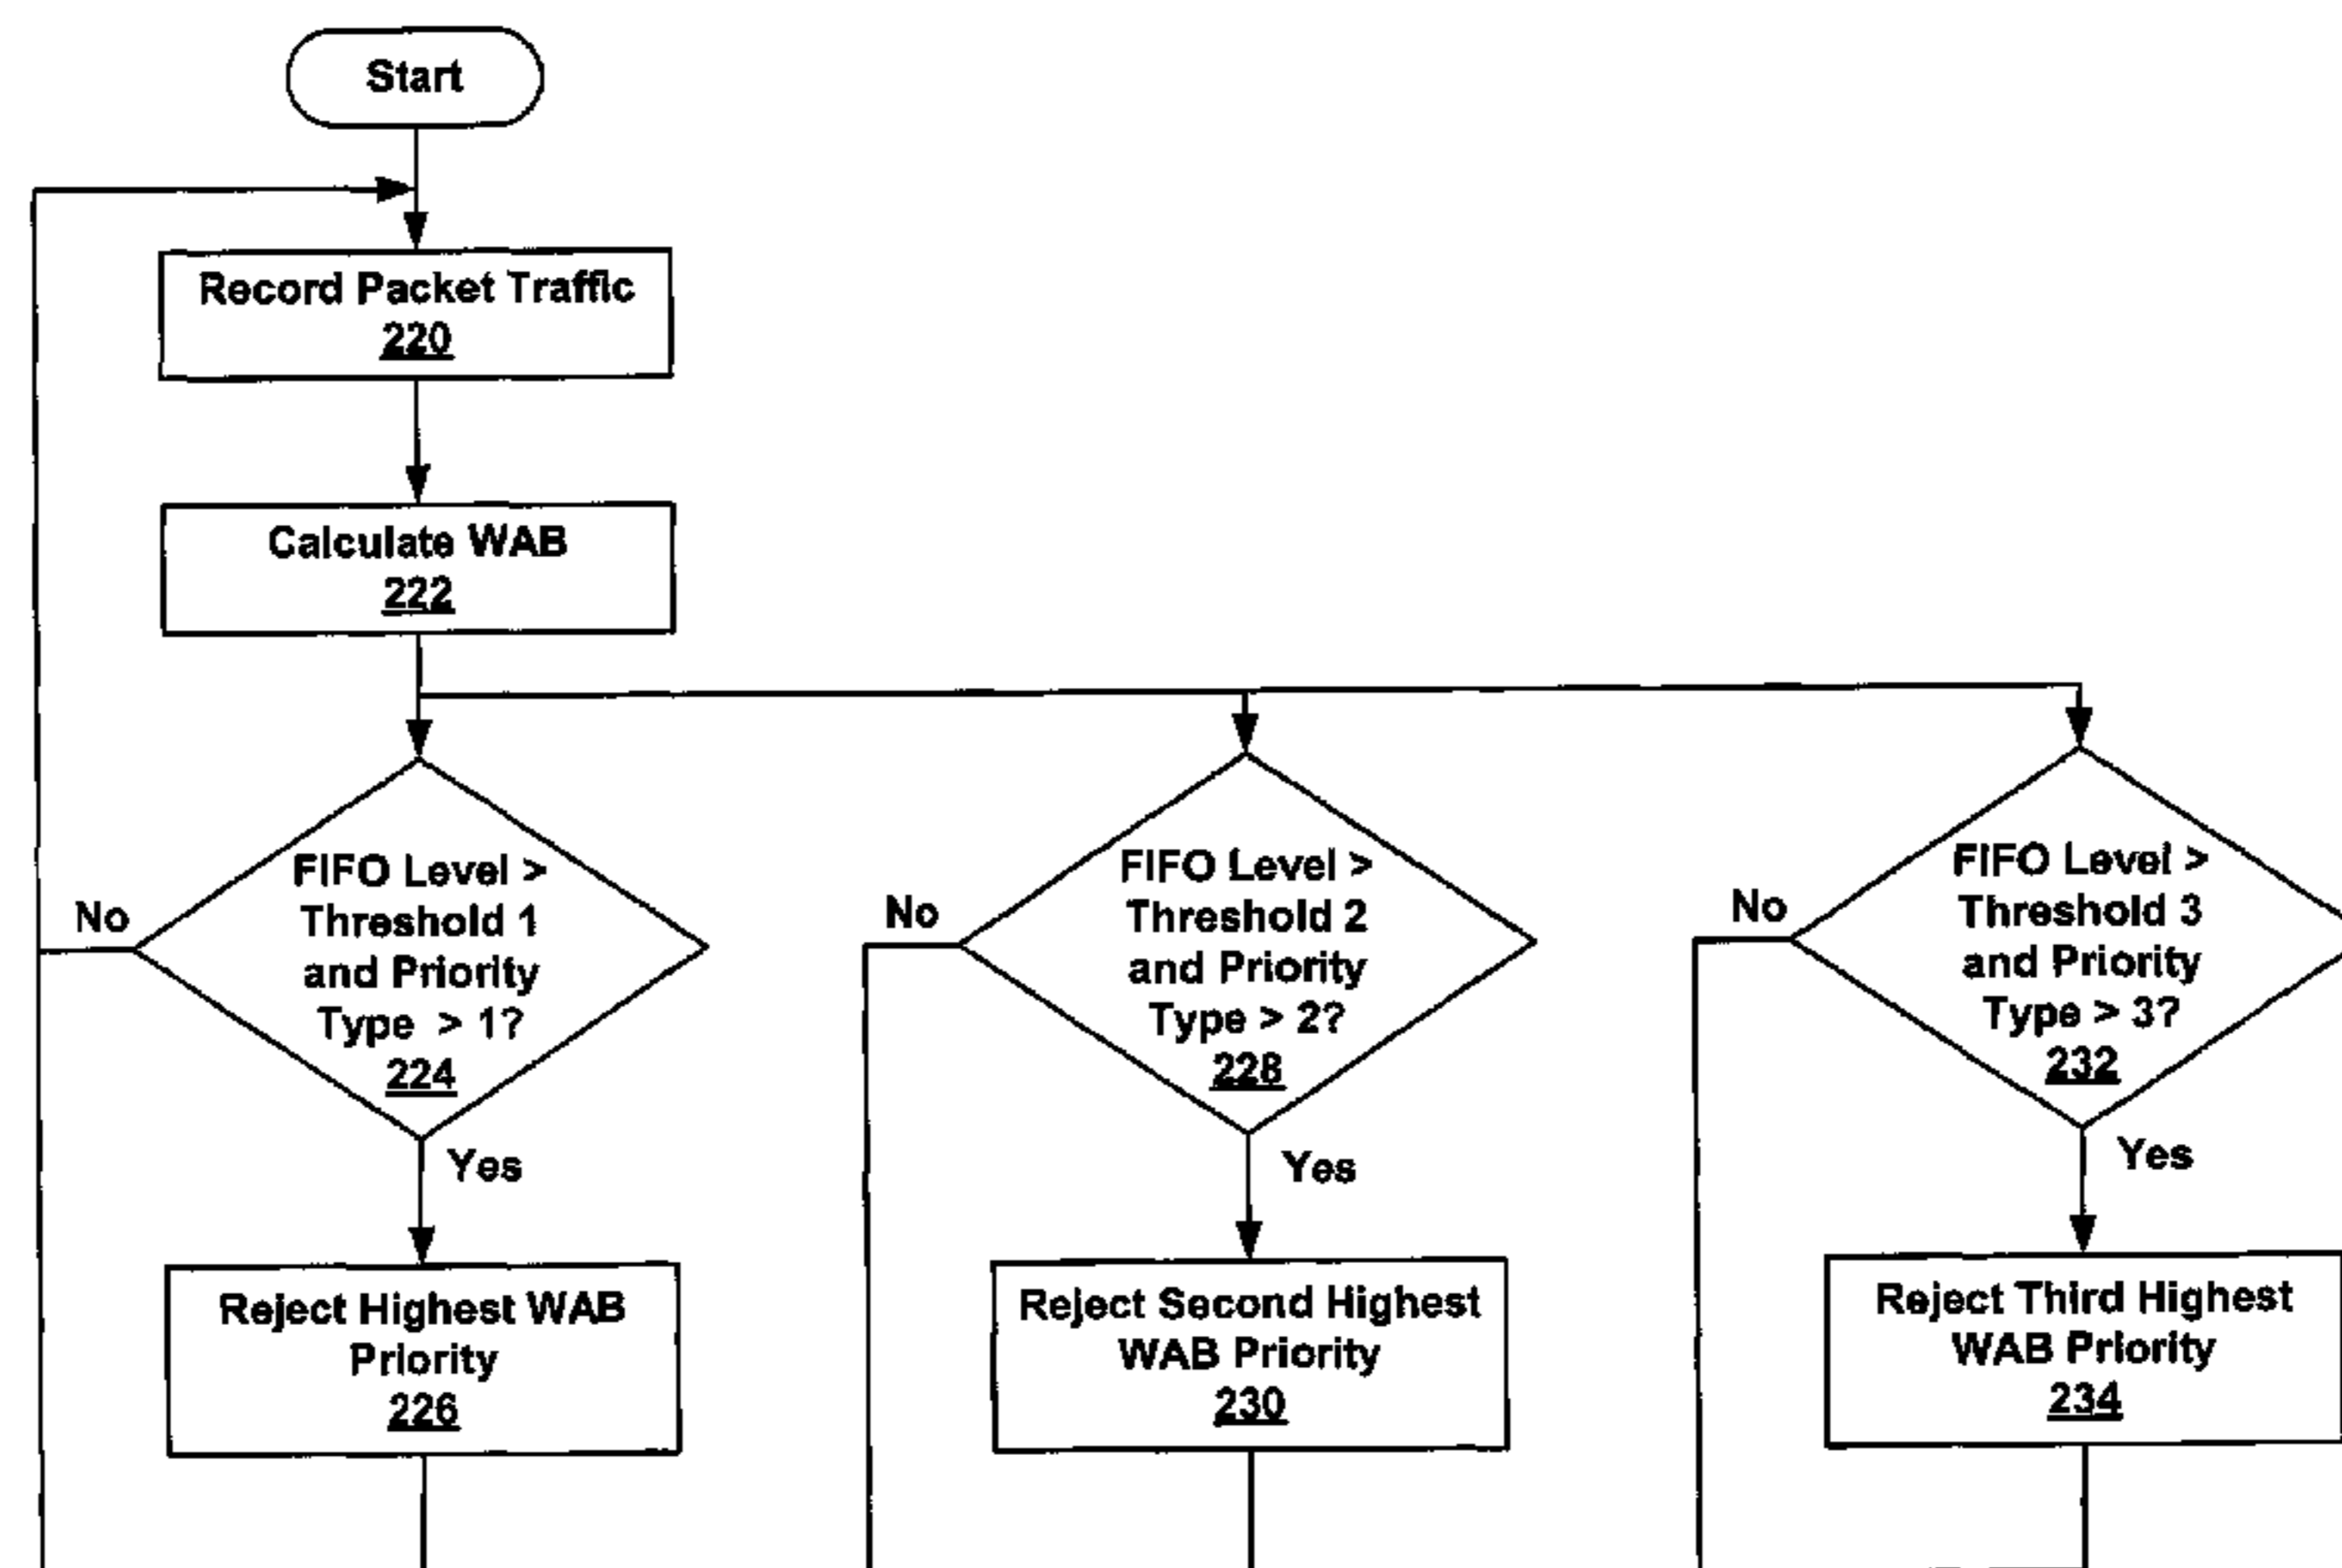 Start
Record Packet Traffic
220
Calculate WAB
222
FIFO Level >
Threshold 1
and Priority
Type > 1?
224
No
Yes
Reject Highest WAB
Priority
226
FIFO Level >
Threshold 2
and Priority
Type > 2?
228
No
Yes
Reject Second Highest
WAB Priority
230
FIFO Level >
Threshold 3
and Priority
Type > 3?
232
No
Yes
Reject Third Highest
WAB Priority
234